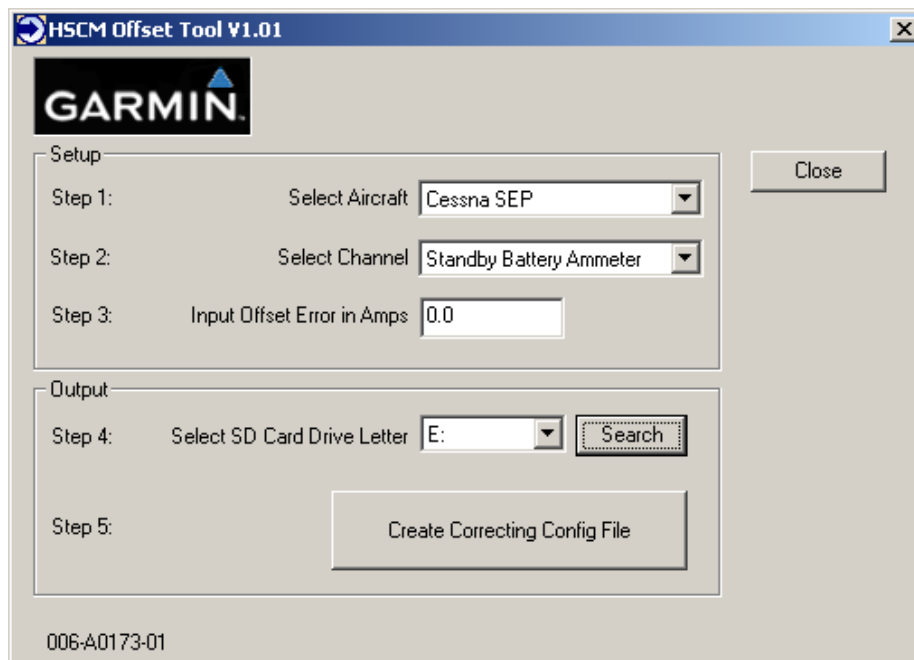 HSCM Offset Tool V1.01
GARMIN.
Setup
Close
Step 1: Select Aircraft Cessna SEP
Step 2: Select Channel Standby Battery Ammeter
Step 3: Input Offset Error in Amps 0.0
Output
Step 4: Select SD Card Drive Letter E: Search
Step 5: Create Correcting Config File
006-A0173-01